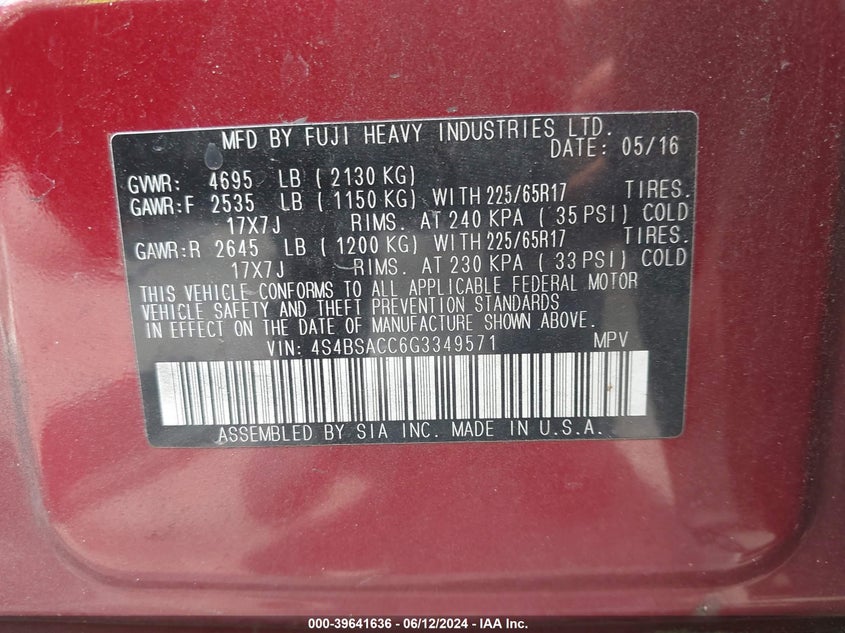 MFD BY FUJI HEAVY INDUSTRIES LTD.
DATE: 05/16
GVWR: 4695 LB ( 2130 KG)
GAWR:F 2535 LB ( 1150 KG) WITH 225/65R17 TIRES.
17X7J RIMS. AT 240 KPA ( 35 PSI) COLD
GAWR:R 2645 LB ( 1200 KG) WITH 225/65R17 TIRES.
17X7J RIMS. AT 230 KPA ( 33 PSI) COLD
THIS VEHICLE CONFORMS TO ALL APPLICABLE FEDERAL MOTOR
VEHICLE SAFETY AND THEFT PREVENTION STANDARDS
IN EFFECT ON THE DATE OF MANUFACTURE SHOWN ABOVE.
VIN: 4S4BSACC6G3349571 MPV
ASSEMBLED BY SIA INC. MADE IN U.S.A.
000-39641636 - 06/12/2024 - IAA Inc.